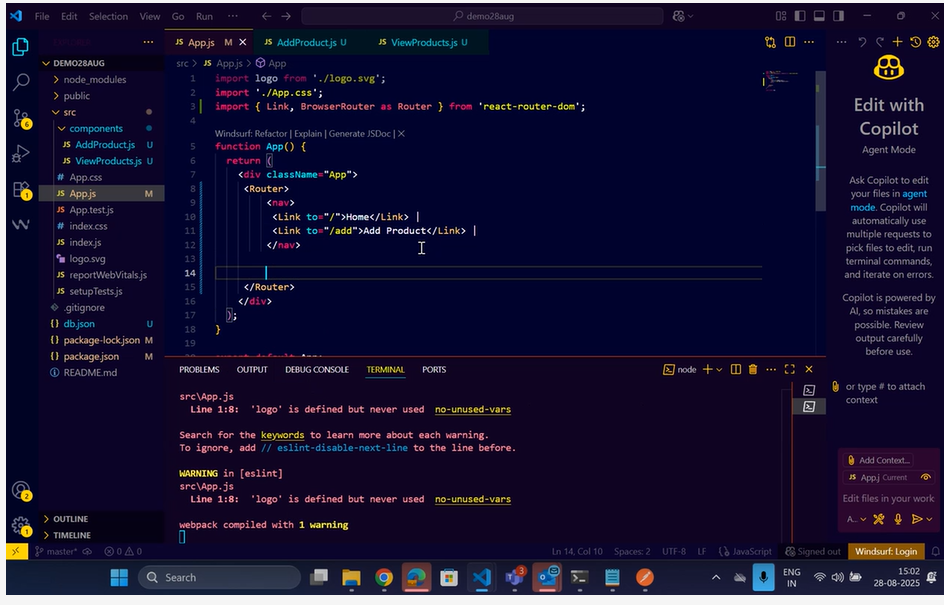 File Edit Selection View Go Run ··· demo28aug
DEMO28AUG
node_modules
public
src
components
JS AddProduct.js U
JS ViewProducts.js U
# App.css
JS App.js M
JS App.test.js
# index.css
JS index.js
logo.svg
JS reportWebVitals.js
JS setupTests.js
.gitignore
{} db.json U
{} package-lock.json M
{} package.json M
README.md
OUTLINE
TIMELINE
JS App.js M JS AddProduct.js U JS ViewProducts.js U
src > JS App.js > App
1 import logo from './logo.svg';
2 import './App.css';
3 import { Link, BrowserRouter as Router } from 'react-router-dom';
4
Windsurf: Refactor | Explain | Generate JSDoc | X
5 function App() {
6 return (
7 <div className="App">
8 <Router>
9 <nav>
10 <Link to="/">Home</Link> |
11 <Link to="/add">Add Product</Link> |
12 </nav>
13
14
15 </Router>
16 </div>
17 );
18 }
19
PROBLEMS OUTPUT DEBUG CONSOLE TERMINAL PORTS node
src\App.js
Line 1:8: 'logo' is defined but never used no-unused-vars
Search for the keywords to learn more about each warning.
To ignore, add // eslint-disable-next-line to the line before.
WARNING in [eslint]
src\App.js
Line 1:8: 'logo' is defined but never used no-unused-vars
webpack compiled with 1 warning
Edit with
Copilot
Agent Mode
Ask Copilot to edit
your files in agent
mode. Copilot will
automatically use
multiple requests to
pick files to edit, run
terminal commands,
and iterate on errors.
Copilot is powered by
AI, so mistakes are
possible. Review
output carefully
before use.
or type # to attach
context
Add Context...
JS App.j Current
Edit files in your work
A...
master* 0 0 Ln 14, Col 10 Spaces: 2 UTF-8 LF JavaScript Signed out Windsurf: Login
Search ENG 15:02
IN 28-08-2025